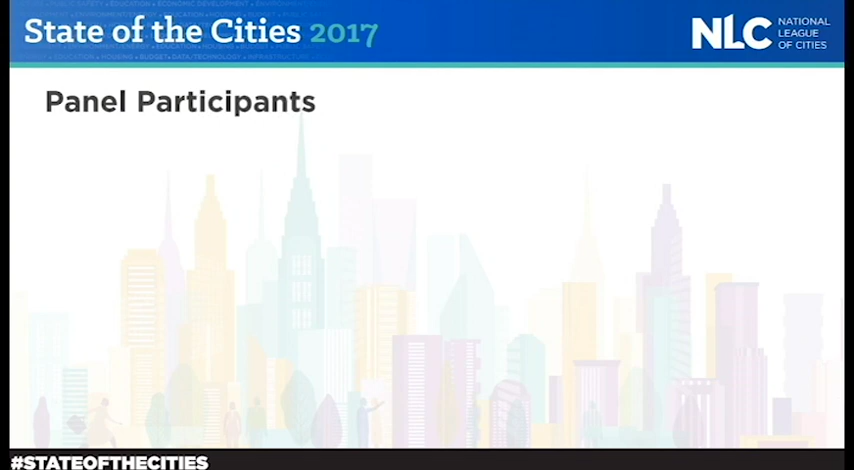 State of the Cities 2017
NLC
NATIONAL
LEAGUE
OF CITIES
Panel Participants
#STATEOFTHECITIES